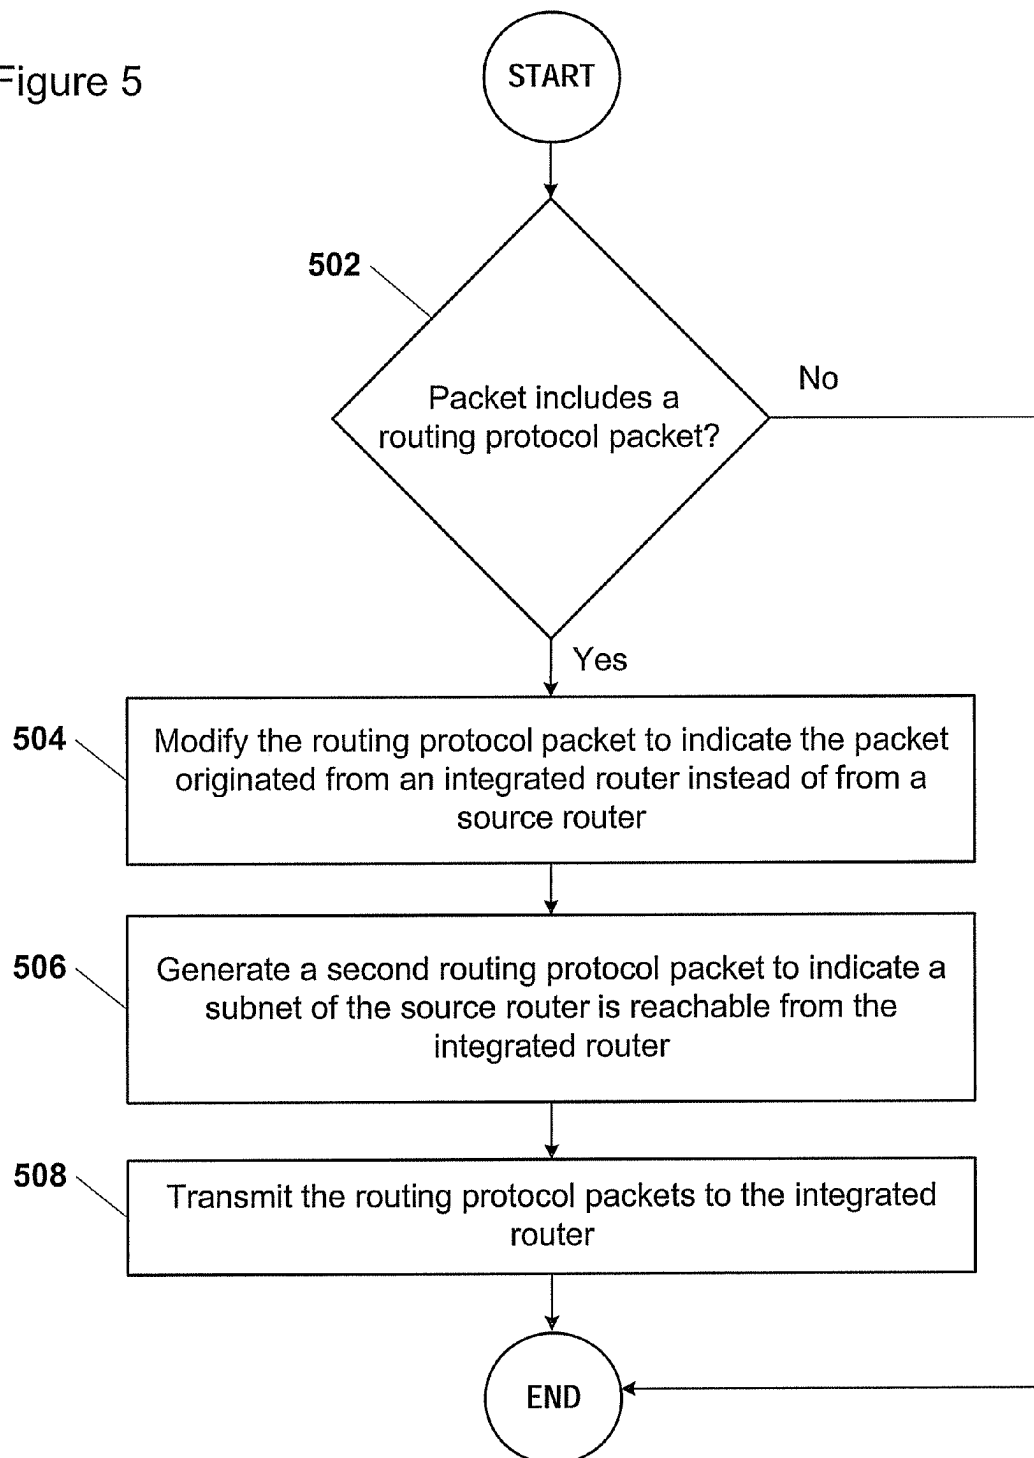 Figure 5
START
502
Packet includes a
routing protocol packet?
No
Yes
504
Modify the routing protocol packet to indicate the packet
originated from an integrated router instead of from a
source router
506
Generate a second routing protocol packet to indicate a
subnet of the source router is reachable from the
integrated router
508
Transmit the routing protocol packets to the integrated
router
END